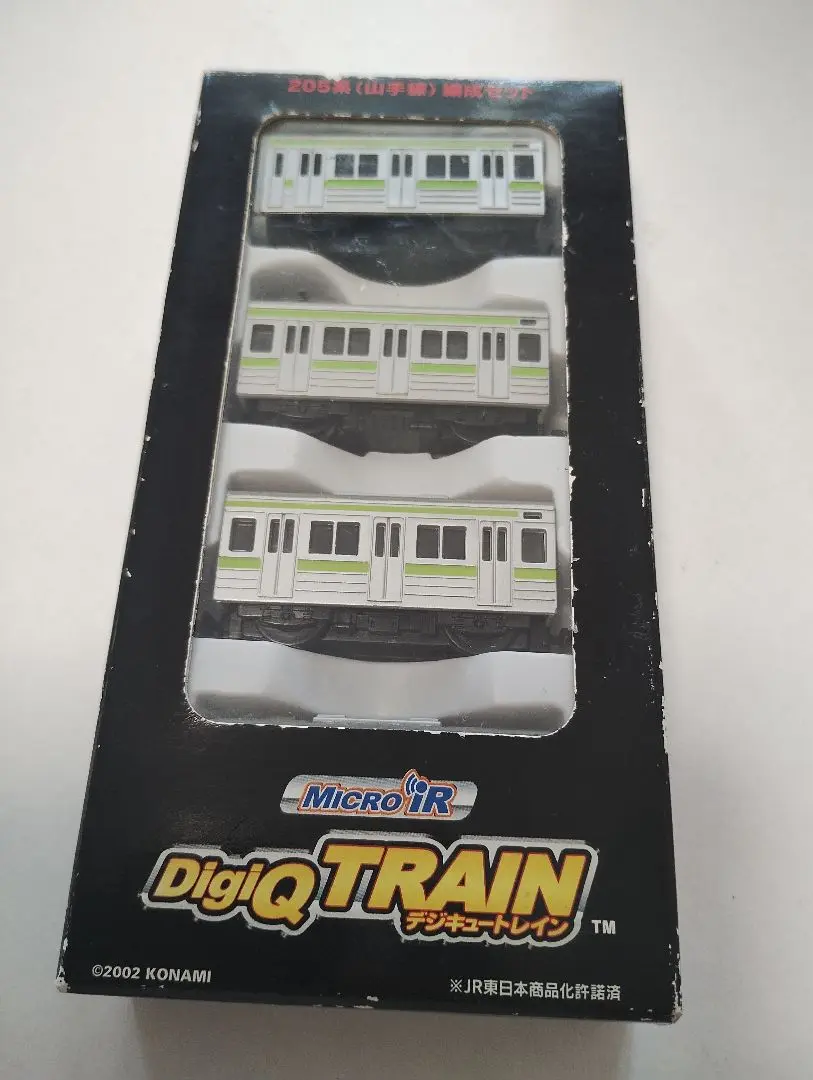 205系(山手線)編成セット
MICRO iR
DigiQ TRAIN
デジキュートレイン
TM
©2002 KONAMI
※JR東日本商品化許諾済